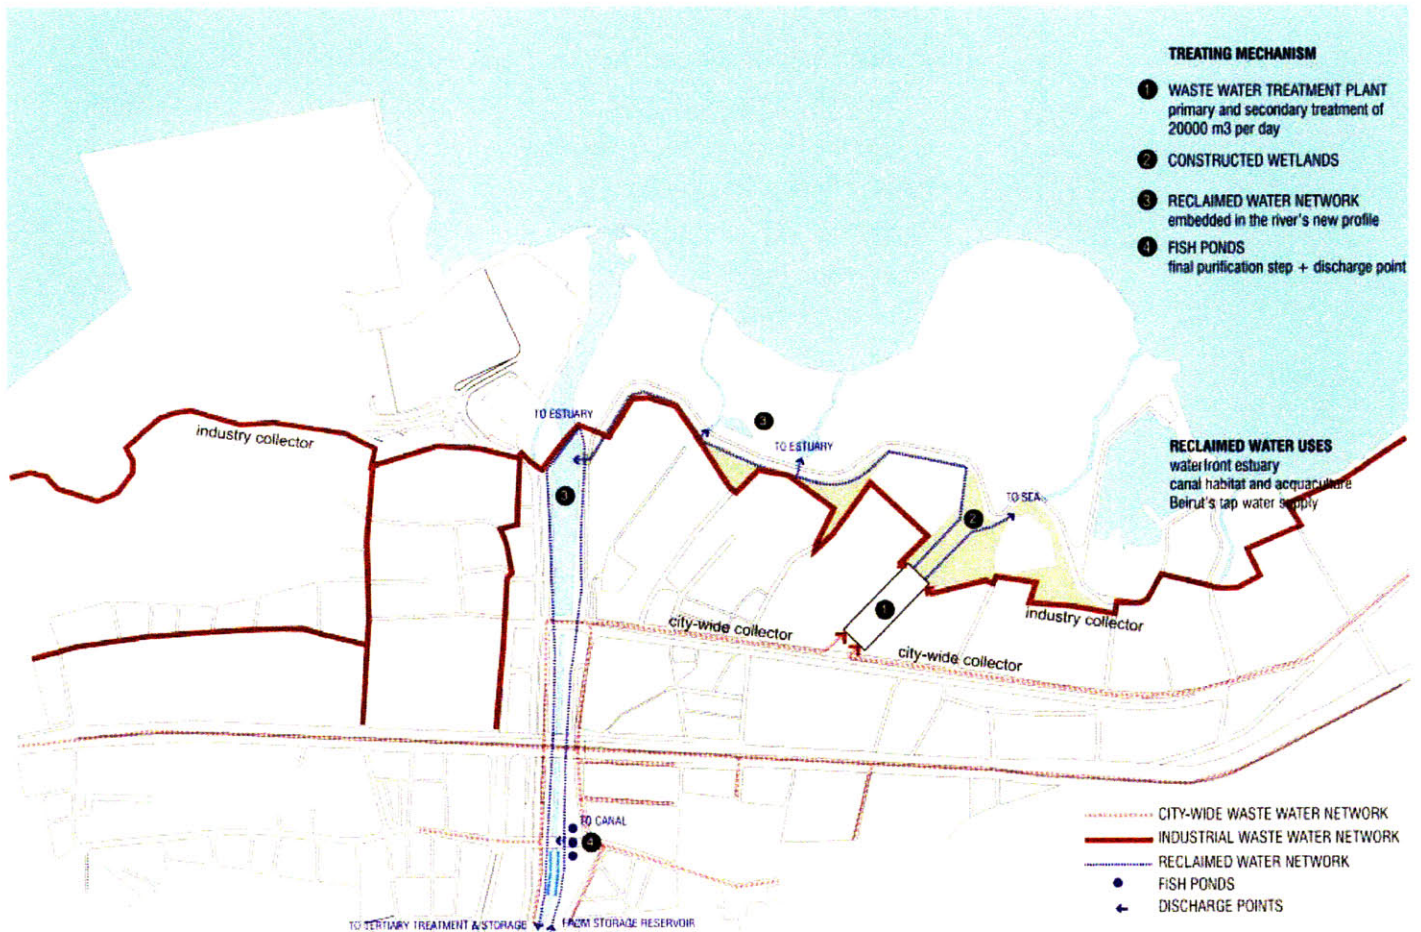 TREATING MECHANISM
1 WASTE WATER TREATMENT PLANT
primary and secondary treatment of
20000 m3 per day
2 CONSTRUCTED WETLANDS
3 RECLAIMED WATER NETWORK
embedded in the river's new profile
4 FISH PONDS
final purification step + discharge point
industry collector
TO ESTUARY
3
TO ESTUARY
3
RECLAIMED WATER USES
waterfront estuary
canal habitat and acquaculture
Beirut's tap water supply
TO SEA
2
1
industry collector
city-wide collector
city-wide collector
TO CANAL
4
CITY-WIDE WASTE WATER NETWORK
INDUSTRIAL WASTE WATER NETWORK
RECLAIMED WATER NETWORK
FISH PONDS
DISCHARGE POINTS
TO TERTIARY TREATMENT & STORAGE
FROM STORAGE RESERVOIR